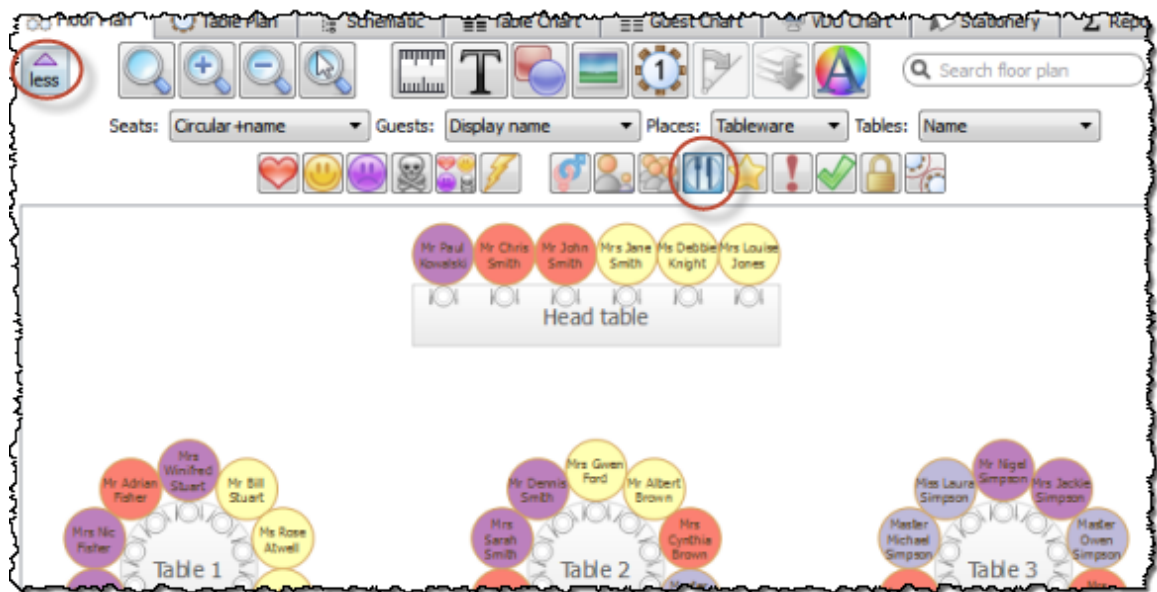 Floor Plan Table Plan Schematic Table Chart Guest Chart Stationery
less
1
Search floor plan
Seats: Circular +name Guests: Display name Places: Tableware Tables: Name
Mr Paul Kowalski
Mr Chris Smith
Mr John Smith
Mrs Jane Smith
Ms Debbie Knight
Mrs Louise Jones
Head table
Mrs Winifred Stuart
Mr Adrian Fisher
Mr Bill Stuart
Mrs Nic Fisher
Ms Rose Atwell
Table 1
Mrs Gwen Ford
Mr Dennis Smith
Mr Albert Brown
Mrs Sarah Smith
Mrs Cynthia Brown
Table 2
Mr Nigel Simpson
Miss Laura Simpson
Mrs Jackie Simpson
Master Michael Simpson
Master Owen Simpson
Table 3